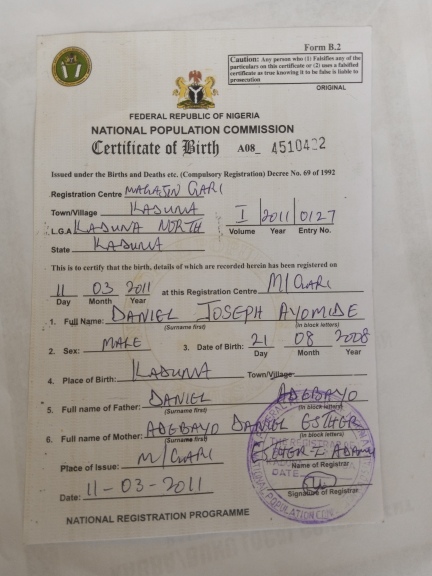 Form B.2
Caution: Any person who (1) Falsifies any of the
particulars on this certificate or (2) uses a falsified
certificate as true knowing it to be false is liable to
prosecution
ORIGINAL
FEDERAL REPUBLIC OF NIGERIA
NATIONAL POPULATION COMMISSION
Certificate of Birth A08_ 4510422
Issued under the Births and Deaths etc. (Compulsory Registration) Decree No. 69 of 1992
Registration Centre MAGAJIN GARI
Town/Village KADUNA I 2011 0127
L.G.A KADUNA NORTH Volume Year Entry No.
State KADUNA
This is to certify that the birth, details of which are recorded herein has been registered on
11 03 2011 at this Registration Centre M/GARI
Day Month Year
1. Full Name: DANIEL JOSEPH AYOMIDE
(Surname first) (in block letters)
2. Sex: MALE 3. Date of Birth: 21 08 2008
Day Month Year
4. Place of Birth: KADUNA Town/Village
5. Full name of Father: DANIEL ADEBAYO
(Surname first) (in block letters)
6. Full name of Mother: ADEBAYO DANIEL ESTHER
(Surname first) (in block letters)
Place of Issue: M/GARI ESTHER I. ADAMU
Name of Registrar
Date: 11-03-2011
Signature of Registrar
NATIONAL REGISTRATION PROGRAMME